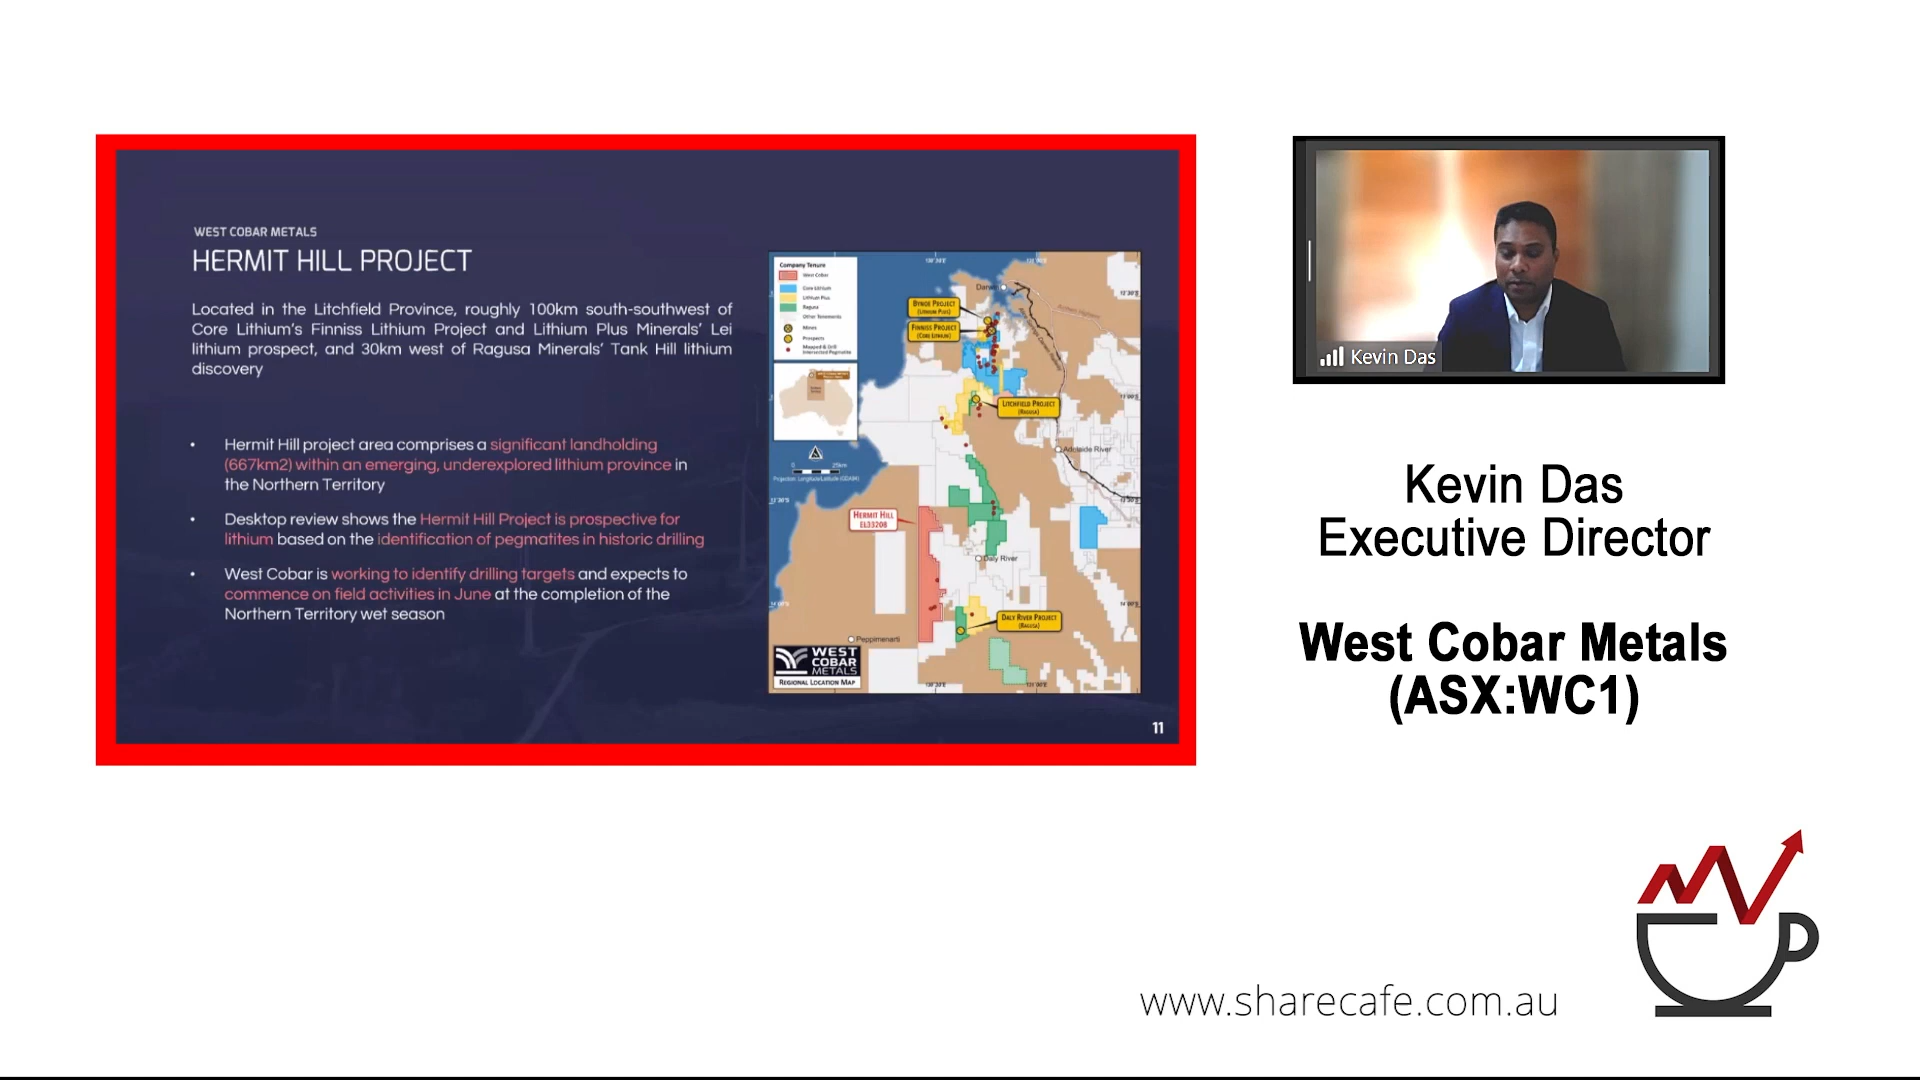 WEST COBAR METALS
HERMIT HILL PROJECT
Located in the Litchfield Province, roughly 100km south-southwest of
Core Lithium's Finniss Lithium Project and Lithium Plus Minerals' Lei
lithium prospect, and 30km west of Ragusa Minerals' Tank Hill lithium
discovery
• Hermit Hill project area comprises a significant landholding
(667km2) within an emerging, underexplored lithium province in
the Northern Territory
• Desktop review shows the Hermit Hill Project is prospective for
lithium based on the identification of pegmatites in historic drilling
• West Cobar is working to identify drilling targets and expects to
commence on field activities in June at the completion of the
Northern Territory wet season
Company Tenure
West Cobar
Core Lithium
Lithium Plus
Ragusa
Other Tenements
Mines
Prospects
Mapped & Drill
Intersected Pegmatite
0 25km
Projection: Longitude/Latitude (GDA94)
BYNOE PROJECT
(LITHIUM PLUS)
FINNISS PROJECT
(CORE LITHIUM)
LITCHFIELD PROJECT
(RAGUSA)
Adelaide River
HERMIT HILL
EL33208
Daly River
DALY RIVER PROJECT
(RAGUSA)
Peppimenarti
WEST
COBAR
METALS
REGIONAL LOCATION MAP
11
Kevin Das
Kevin Das
Executive Director
West Cobar Metals
(ASX:WC1)
www.sharecafe.com.au